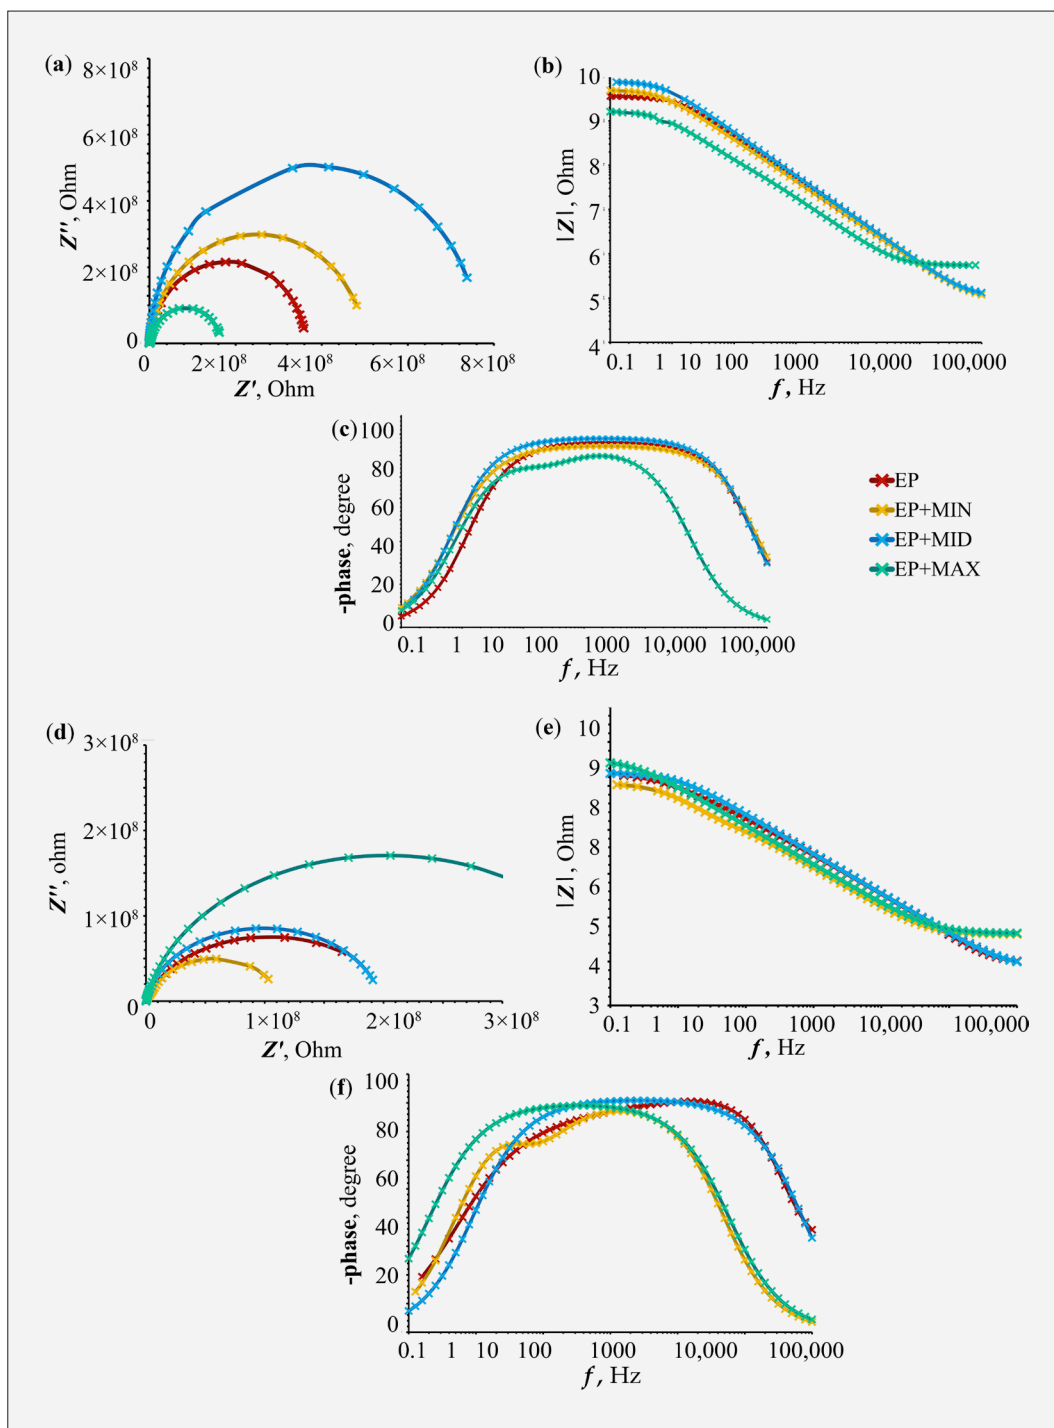 (a)
8×10⁸
6×10⁸
4×10⁸
2×10⁸
0
Z'', Ohm
0 2×10⁸ 4×10⁸ 6×10⁸ 8×10⁸
Z', Ohm
(b)
10
9
8
7
6
5
4
|Z|, Ohm
0.1 1 10 100 1000 10,000 100,000
f, Hz
(c)
100
80
60
40
20
0
-phase, degree
0.1 1 10 100 1000 10,000 100,000
f, Hz
EP
EP+MIN
EP+MID
EP+MAX
(d)
3×10⁸
2×10⁸
1×10⁸
0
Z'', ohm
0 1×10⁸ 2×10⁸ 3×10⁸
Z', Ohm
(e)
10
9
8
8
6
5
4
3
|Z|, Ohm
0.1 1 10 100 1000 10,000 100,000
f, Hz
(f)
100
80
60
40
20
0
-phase, degree
0.1 1 10 100 1000 10,000 100,000
f, Hz